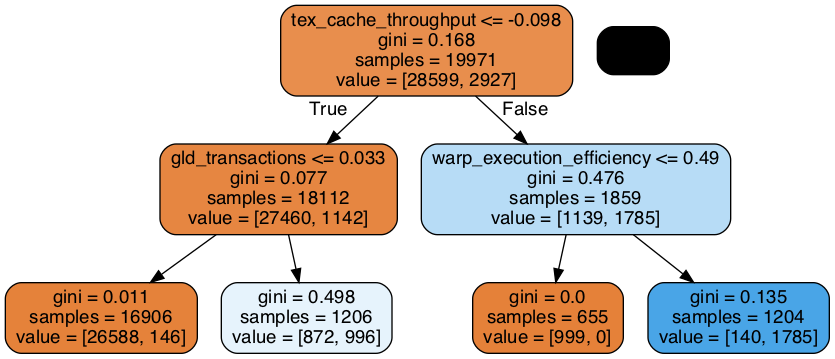 tex_cache_throughput <= -0.098
gini = 0.168
samples = 19971
value = [28599, 2927]
True
False
gld_transactions <= 0.033
gini = 0.077
samples = 18112
value = [27460, 1142]
warp_execution_efficiency <= 0.49
gini = 0.476
samples = 1859
value = [1139, 1785]
gini = 0.011
samples = 16906
value = [26588, 146]
gini = 0.498
samples = 1206
value = [872, 996]
gini = 0.0
samples = 655
value = [999, 0]
gini = 0.135
samples = 1204
value = [140, 1785]